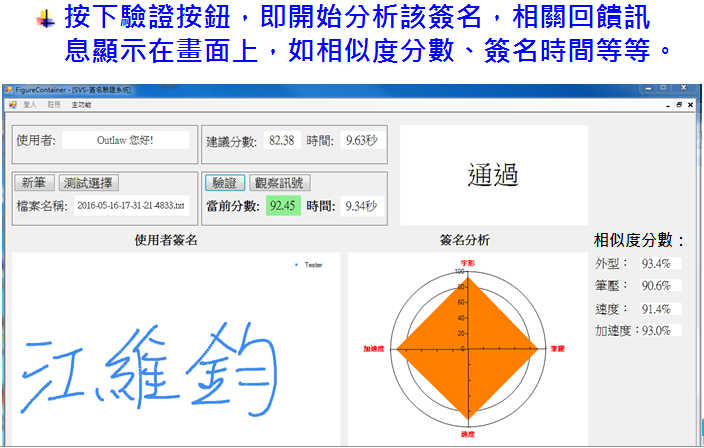 按下驗證按鈕，即開始分析該簽名，相關回饋訊
息顯示在畫面上，如相似度分數、簽名時間等等。
FigureContainer - [SVS-簽名驗證系統]
登入 註冊 主功能
使用者: Outlaw 您好!
建議分數: 82.38 時間: 9.63秒
通過
新筆 測試選擇
驗證 觀察訊號
檔案名稱: 2016-05-16-17-31-21-4833.txt
當前分數: 92.45 時間: 9.34秒
使用者簽名
簽名分析
相似度分數：
Tester
江維鈞
字形
100
80
60
40
20
0
加速度
筆壓
速度
外型： 93.4%
筆壓： 90.6%
速度： 91.4%
加速度：93.0%